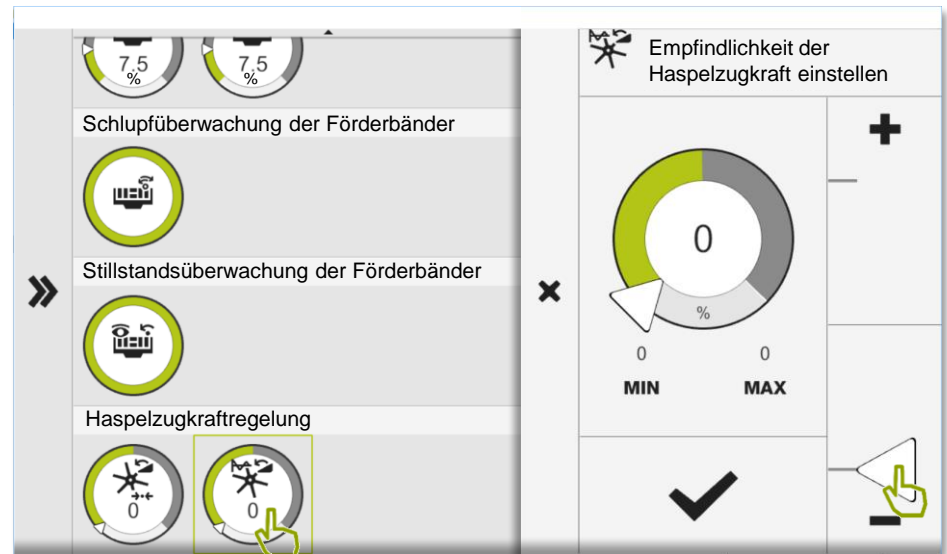 7,5
%
7,5
%
Schlupfüberwachung der Förderbänder
Stillstandsüberwachung der Förderbänder
Haspelzugkraftregelung
0
0
Empfindlichkeit der
Haspelzugkraft einstellen
0
%
0
0
MIN
MAX